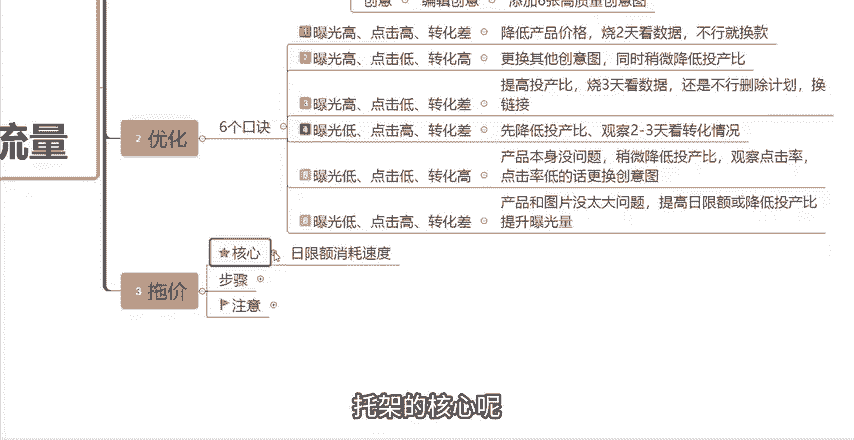 创意 编辑创意 添加6张高质量创意图
1 曝光高、点击高、转化差 降低产品价格，烧2天看数据，不行就换款
2 曝光高、点击低、转化高 更换其他创意图，同时稍微降低投产比
3 曝光高、点击低、转化差 提高投产比，烧3天看数据，还是不行删除计划，换
链接
流量
2 优化
6个口诀
4 曝光低、点击高、转化差 先降低投产比、观察2-3天看转化情况
曝光低、点击低、转化高 产品本身没问题，稍微降低投产比，观察点击率，
点击率低的话更换创意图
曝光低、点击高、转化差 产品和图片没太大问题，提高日限额或降低投产比
提升曝光量
3 拖价
核心 日限额消耗速度
步骤
注意
托架的核心呢